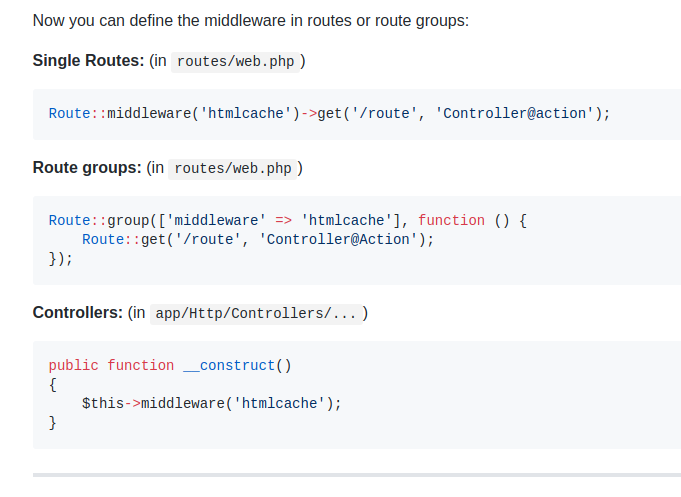 Now you can define the middleware in routes or route groups:
Single Routes: (in routes/web.php )
Route::middleware('htmlcache')->get('/route', 'Controller@action');
Route groups: (in routes/web.php )
Route::group(['middleware' => 'htmlcache'], function () {
    Route::get('/route', 'Controller@Action');
});
Controllers: (in app/Http/Controllers/... )
public function __construct()
{
    $this->middleware('htmlcache');
}